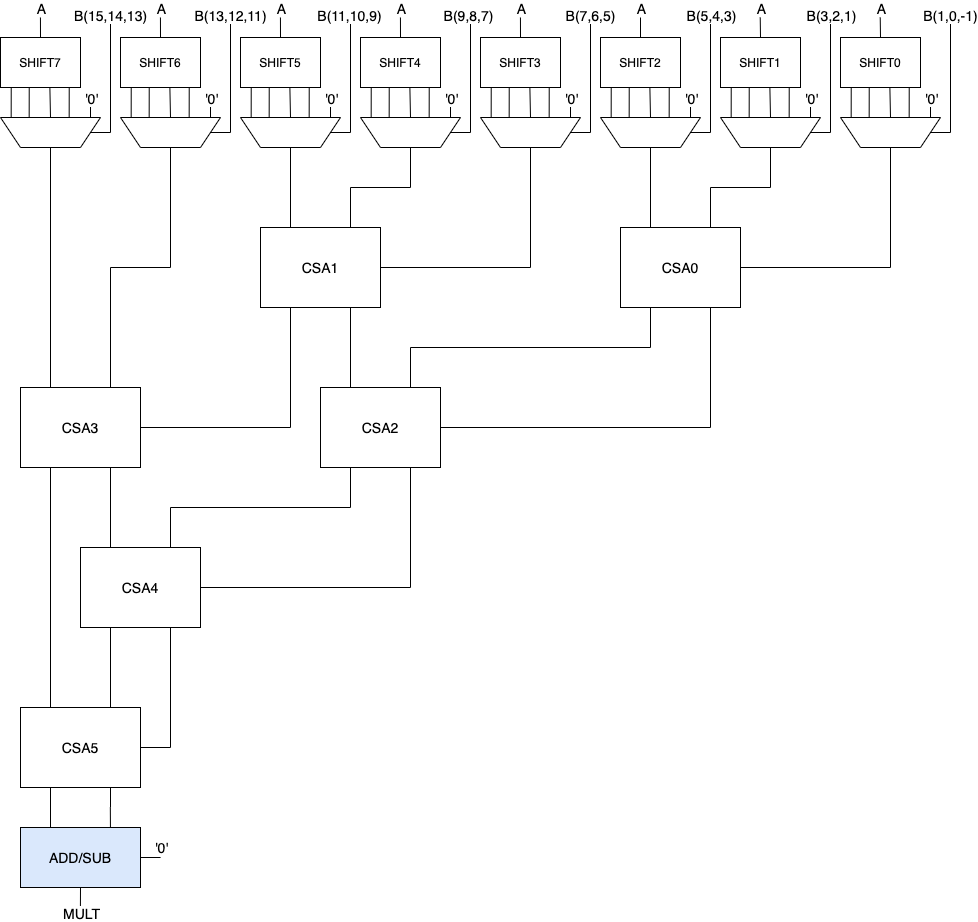 A B(15,14,13) A B(13,12,11) A B(11,10,9) A B(9,8,7) A B(7,6,5) A B(5,4,3) A B(3,2,1) A B(1,0,-1)
SHIFT7 SHIFT6 SHIFT5 SHIFT4 SHIFT3 SHIFT2 SHIFT1 SHIFT0
'0' '0' '0' '0' '0' '0' '0' '0'
CSA1 CSA0
CSA3 CSA2
CSA4
CSA5
ADD/SUB '0'
MULT